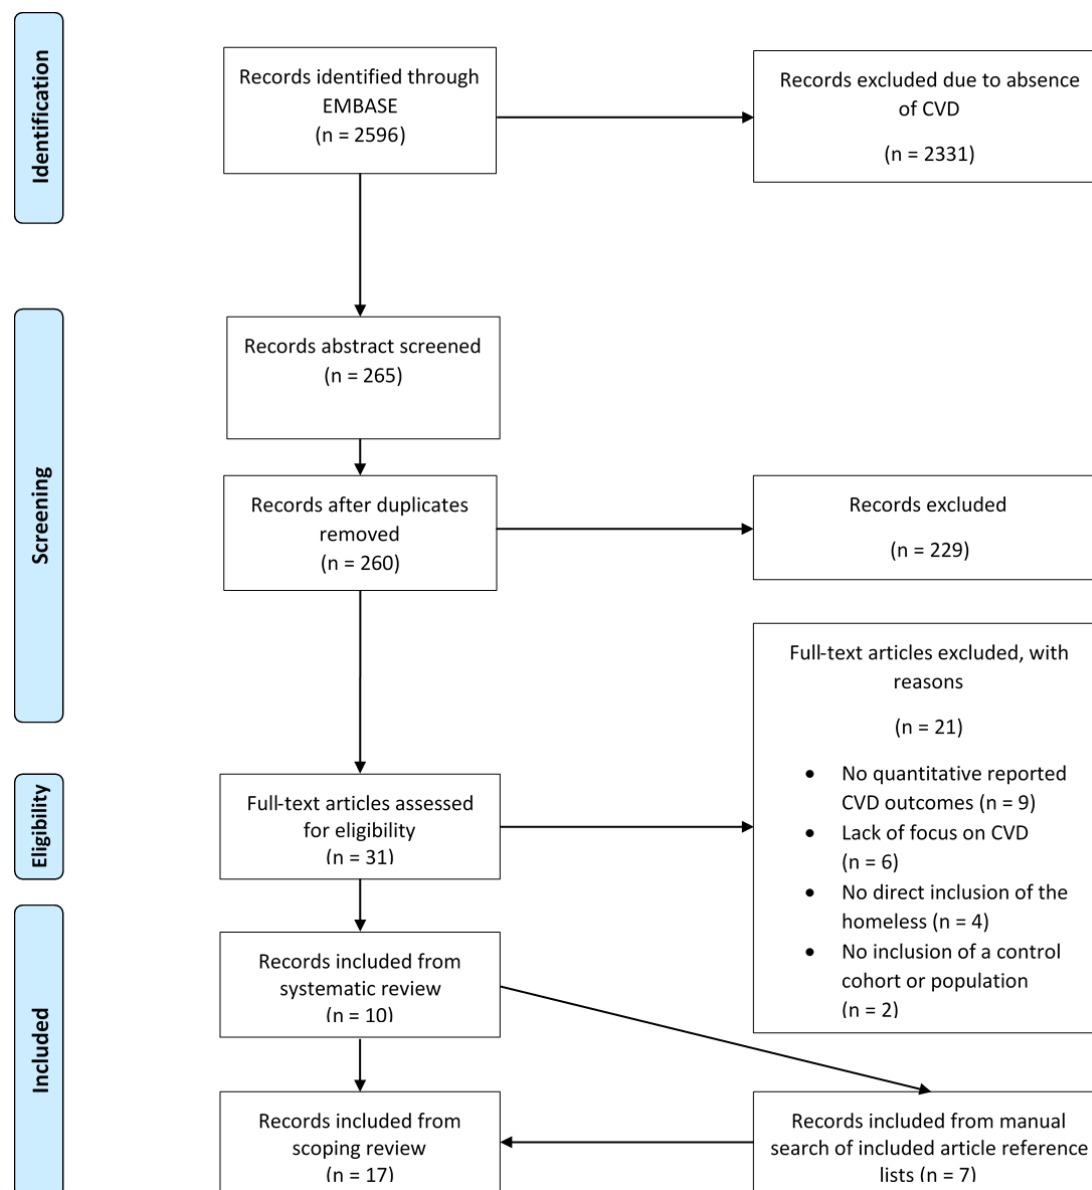 Identification
Records identified through
EMBASE
(n = 2596)
Records excluded due to absence
of CVD
(n = 2331)
Screening
Records abstract screened
(n = 265)
Records after duplicates
removed
(n = 260)
Records excluded
(n = 229)
Eligibility
Full-text articles assessed
for eligibility
(n = 31)
Full-text articles excluded, with
reasons
(n = 21)
• No quantitative reported
CVD outcomes (n = 9)
• Lack of focus on CVD
(n = 6)
• No direct inclusion of the
homeless (n = 4)
• No inclusion of a control
cohort or population
(n = 2)
Included
Records included from
systematic review
(n = 10)
Records included from
scoping review
(n = 17)
Records included from manual
search of included article reference
lists (n = 7)